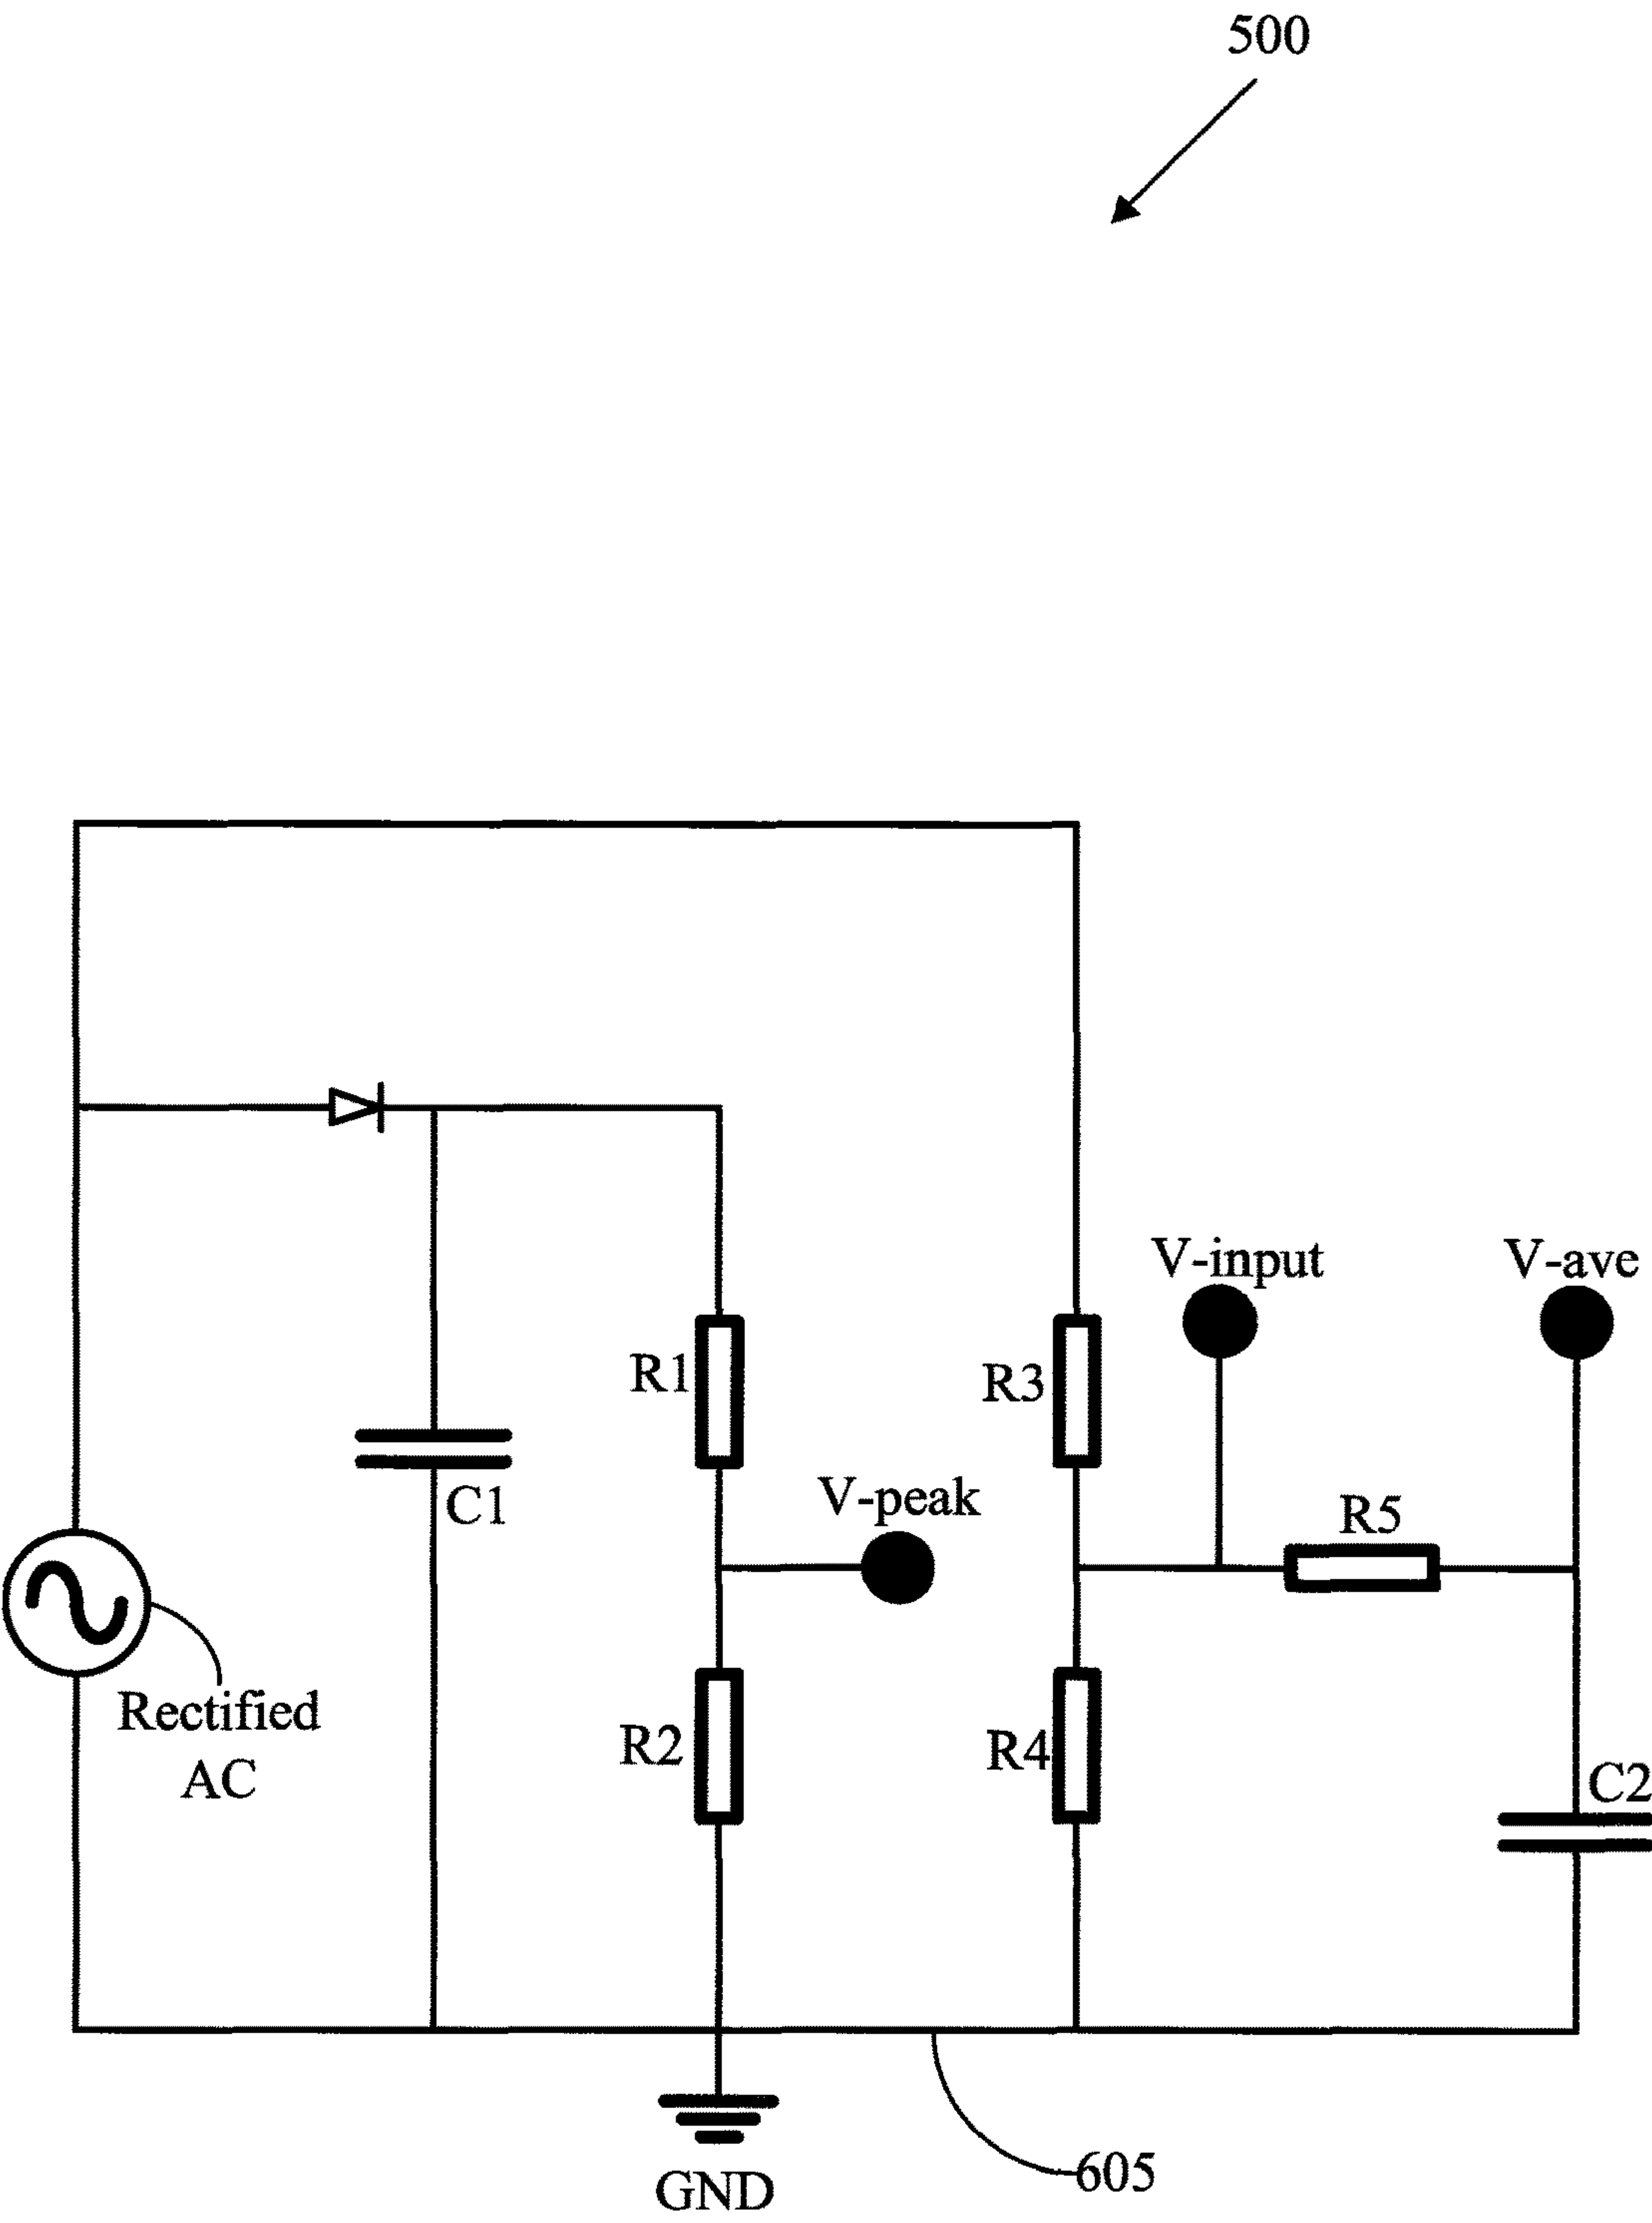 500
V-input
V-ave
R1
R3
V-peak
C1
R5
Rectified
AC
R2
R4
C2
605
GND